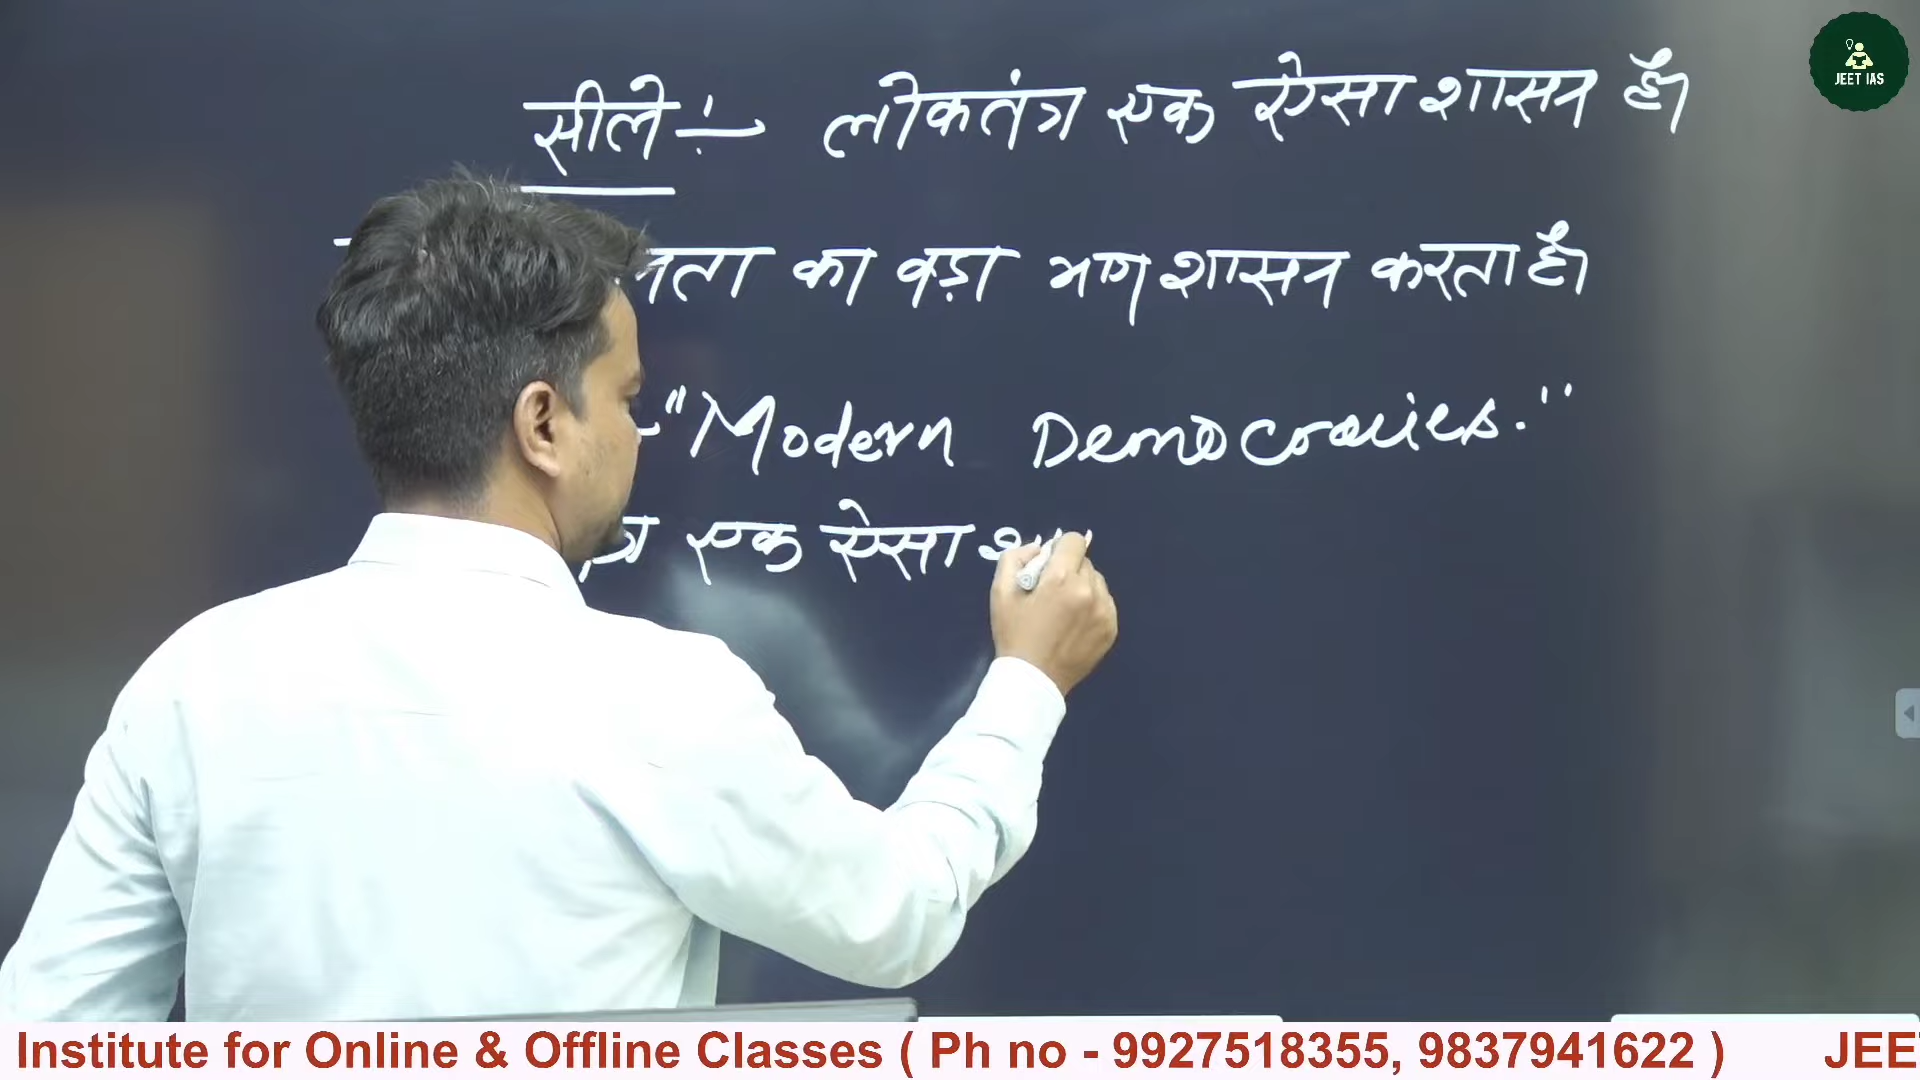 JEET IAS
सीले :- लोकतंत्र एक ऐसा शासन है।
का बड़ा भाग शासन करता है।
"Modern Democracies."
एक ऐसा
Institute for Online & Offline Classes ( Ph no - 9927518355, 9837941622 )